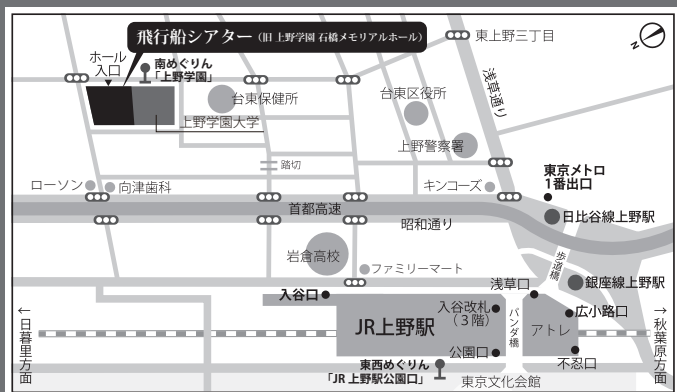 飛行船シアター（旧 上野学園 石橋メモリアルホール）
東上野三丁目
N
ホール
入口
南めぐりん
「上野学園」
浅草通り
台東保健所
台東区役所
上野学園大学
上野警察署
踏切
東京メトロ
1番出口
ローソン
向津歯科
キンコーズ
首都高速
昭和通り
日比谷線上野駅
岩倉高校
歩道橋
ファミリーマート
銀座線上野駅
入谷口
浅草口
入谷改札
（3階）
広小路口
JR上野駅
パンダ橋
アトレ
←日暮里方面
→秋葉原方面
公園口
不忍口
東西めぐりん
「JR上野駅公園口」
東京文化会館